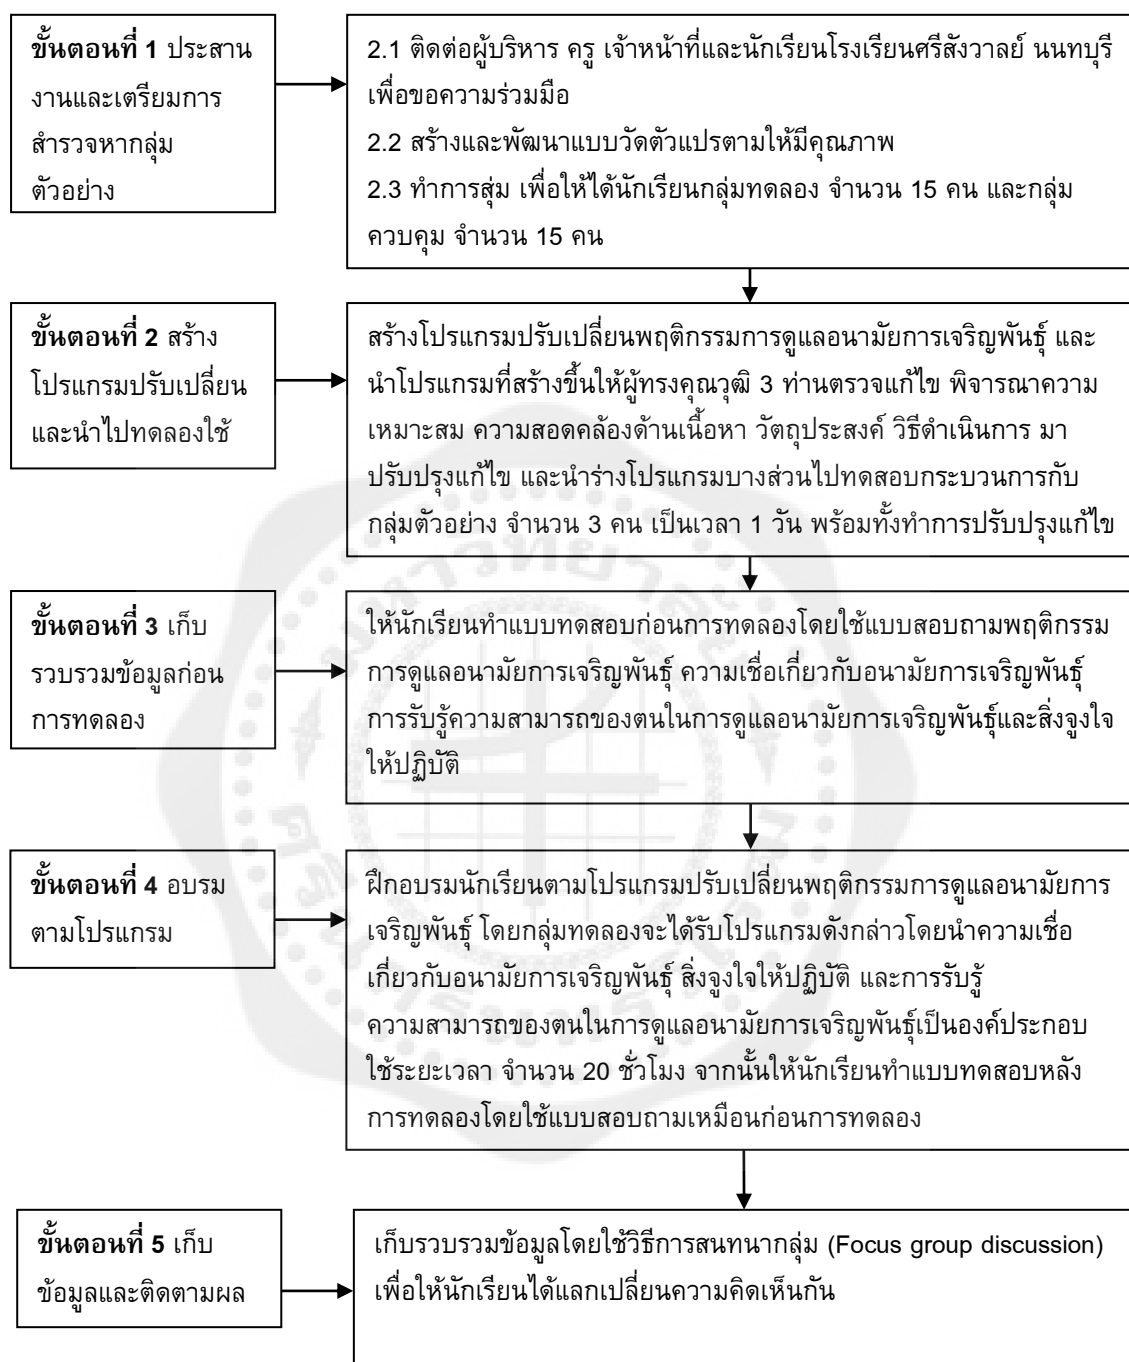 ขั้นตอนที่ 1 ประสาน
งานและเตรียมการ
สำรวจหากลุ่ม
ตัวอย่าง
2.1 ติดต่อผู้บริหาร ครู เจ้าหน้าที่และนักเรียนโรงเรียนศรีสังวาลย์ นนทบุรี
เพื่อขอความร่วมมือ
2.2 สร้างและพัฒนาแบบวัดตัวแปรตามให้มีคุณภาพ
2.3 ทำการสุ่ม เพื่อให้ได้นักเรียนกลุ่มทดลอง จำนวน 15 คน และกลุ่ม
ควบคุม จำนวน 15 คน
ขั้นตอนที่ 2 สร้าง
โปรแกรมปรับเปลี่ยน
และนำไปทดลองใช้
สร้างโปรแกรมปรับเปลี่ยนพฤติกรรมการดูแลอนามัยการเจริญพันธุ์ และ
นำโปรแกรมที่สร้างขึ้นให้ผู้ทรงคุณวุฒิ 3 ท่านตรวจแก้ไข พิจารณาความ
เหมาะสม ความสอดคล้องด้านเนื้อหา วัตถุประสงค์ วิธีดำเนินการ มา
ปรับปรุงแก้ไข และนำร่างโปรแกรมบางส่วนไปทดสอบกระบวนการกับ
กลุ่มตัวอย่าง จำนวน 3 คน เป็นเวลา 1 วัน พร้อมทั้งทำการปรับปรุงแก้ไข
ขั้นตอนที่ 3 เก็บ
รวบรวมข้อมูลก่อน
การทดลอง
ให้นักเรียนทำแบบทดสอบก่อนการทดลองโดยใช้แบบสอบถามพฤติกรรม
การดูแลอนามัยการเจริญพันธุ์ ความเชื่อเกี่ยวกับอนามัยการเจริญพันธุ์
การรับรู้ความสามารถของตนในการดูแลอนามัยการเจริญพันธุ์และสิ่งจูงใจ
ให้ปฏิบัติ
ขั้นตอนที่ 4 อบรม
ตามโปรแกรม
ฝึกอบรมนักเรียนตามโปรแกรมปรับเปลี่ยนพฤติกรรมการดูแลอนามัยการ
เจริญพันธุ์ โดยกลุ่มทดลองจะได้รับโปรแกรมดังกล่าวโดยนำความเชื่อ
เกี่ยวกับอนามัยการเจริญพันธุ์ สิ่งจูงใจให้ปฏิบัติ และการรับรู้
ความสามารถของตนในการดูแลอนามัยการเจริญพันธุ์เป็นองค์ประกอบ
ใช้ระยะเวลา จำนวน 20 ชั่วโมง จากนั้นให้นักเรียนทำแบบทดสอบหลัง
การทดลองโดยใช้แบบสอบถามเหมือนก่อนการทดลอง
ขั้นตอนที่ 5 เก็บ
ข้อมูลและติดตามผล
เก็บรวบรวมข้อมูลโดยใช้วิธีการสนทนากลุ่ม (Focus group discussion)
เพื่อให้นักเรียนได้แลกเปลี่ยนความคิดเห็นกัน
มหาวิทยาลัย
ศรีนครินทรวิโรฒ